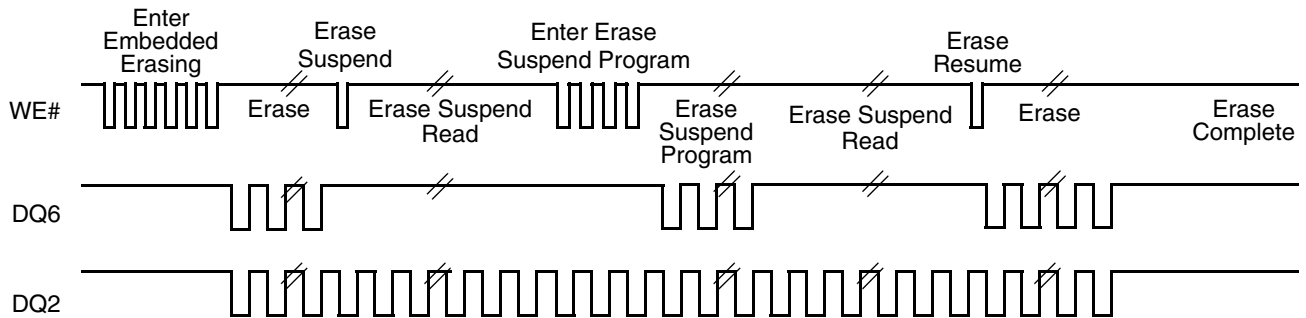 Enter
Embedded
Erasing
Erase
Suspend
Enter Erase
Suspend Program
Erase
Resume
WE#
Erase
Erase Suspend
Read
Erase
Suspend
Program
Erase Suspend
Read
Erase
Erase
Complete
DQ6
DQ2